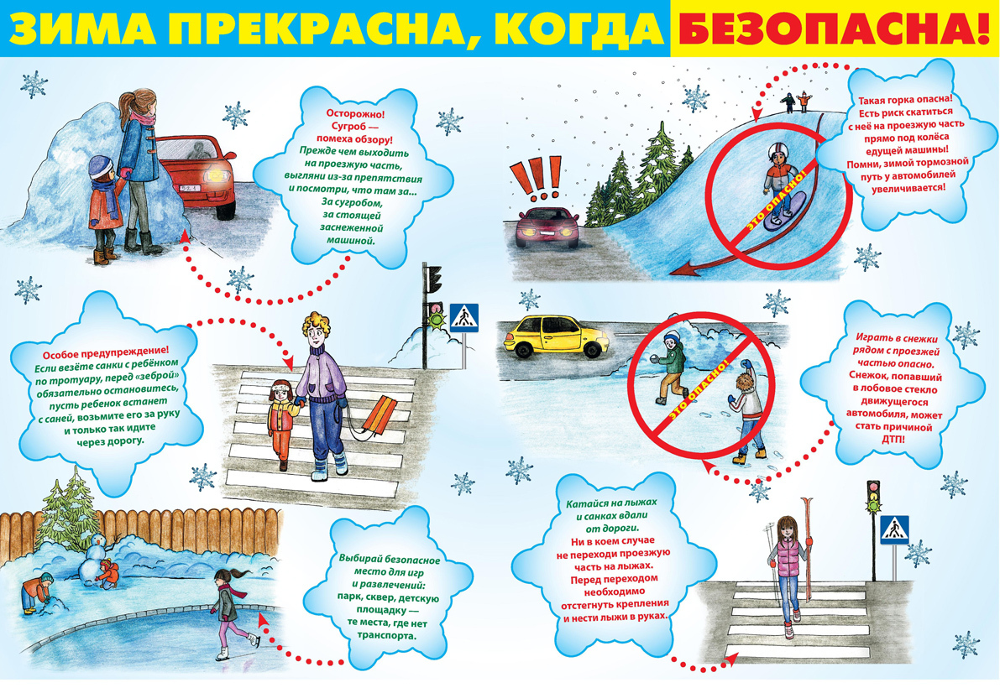 ЗИМА ПРЕКРАСНА, КОГДА БЕЗОПАСНА!
Осторожно!
Сугроб —
помеха обзору!
Прежде чем выходить
на проезжую часть,
выгляни из-за препятствия
и посмотри, что там за...
За сугробом,
за стоящей
заснеженной
машиной.
Такая горка опасна!
Есть риск скатиться
с неё на проезжую часть
прямо под колёса
едущей машины!
Помни, зимой тормозной
путь у автомобилей
увеличивается!
!!!
ЭТО ОПАСНО!
Особое предупреждение!
Если везёте санки с ребёнком
по тротуару, перед «зеброй»
обязательно остановитесь,
пусть ребенок встанет
с саней, возьмите его за руку
и только так идите
через дорогу.
Играть в снежки
рядом с проезжей
частью опасно.
Снежок, попавший
в лобовое стекло
движущегося
автомобиля, может
стать причиной
ДТП!
ЭТО ОПАСНО!
Выбирай безопасное
место для игр
и развлечений:
парк, сквер, детскую
площадку —
те места, где нет
транспорта.
Катайся на лыжах
и санках вдали
от дороги.
Ни в коем случае
не переходи проезжую
часть на лыжах.
Перед переходом
необходимо
отстегнуть крепления
и нести лыжи в руках.